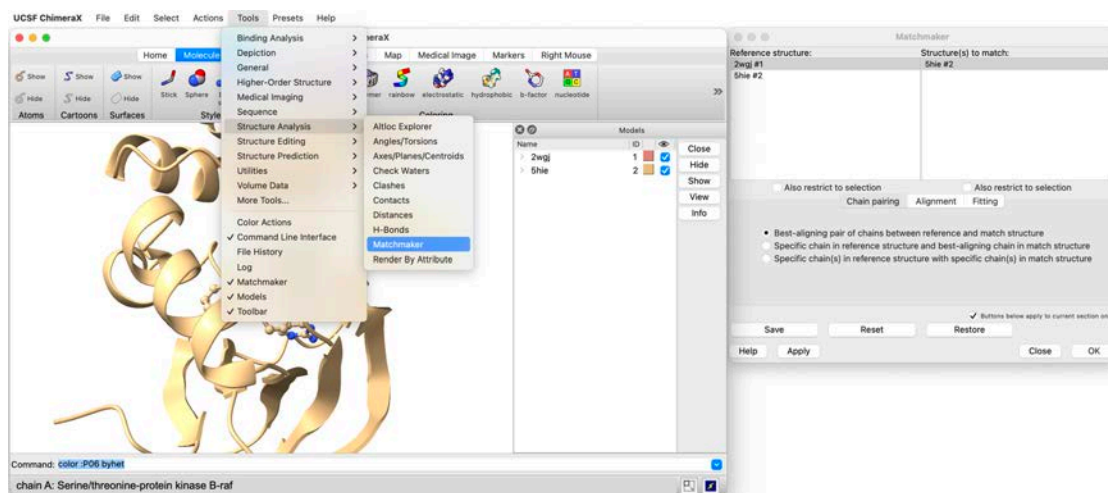 UCSF ChimeraX File Edit Select Actions Tools Presets Help
meraX
Home Molecule Map Medical Image Markers Right Mouse
Show Show Show
Hide Hide Hide Stick Sphere rainbow electrostatic hydrophobic b-factor nucleotide
Atoms Cartoons Surfaces Style Coloring
Binding Analysis
Depiction
General
Higher-Order Structure
Medical Imaging
Sequence
Structure Analysis
Structure Editing
Structure Prediction
Utilities
Volume Data
More Tools...
Color Actions
Command Line Interface
File History
Log
Matchmaker
Models
Toolbar
Altloc Explorer
Angles/Torsions
Axes/Planes/Centroids
Check Waters
Clashes
Contacts
Distances
H-Bonds
Matchmaker
Render By Attribute
Models
Name ID
2wgj 1
5hie 2
Close
Hide
Show
View
Info
Command: color :P06 byhet
chain A: Serine/threonine-protein kinase B-raf
Matchmaker
Reference structure: Structure(s) to match:
2wgj #1 5hie #2
5hie #2
Also restrict to selection Also restrict to selection
Chain pairing Alignment Fitting
Best-aligning pair of chains between reference and match structure
Specific chain in reference structure and best-aligning chain in match structure
Specific chain(s) in reference structure with specific chain(s) in match structure
Buttons below apply to current section on
Save Reset Restore
Help Apply Close OK